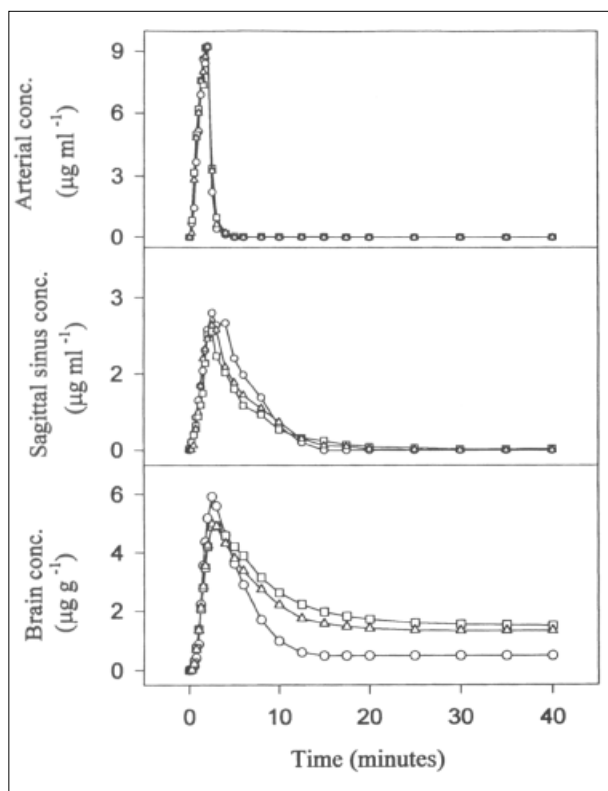 Arterial conc.
(μg ml -1)
9
6
3
0
Sagittal sinus conc.
(μg ml -1)
3
2
0
Brain conc.
(μg g -1)
6
4
2
0
0 10 20 30 40
Time (minutes)